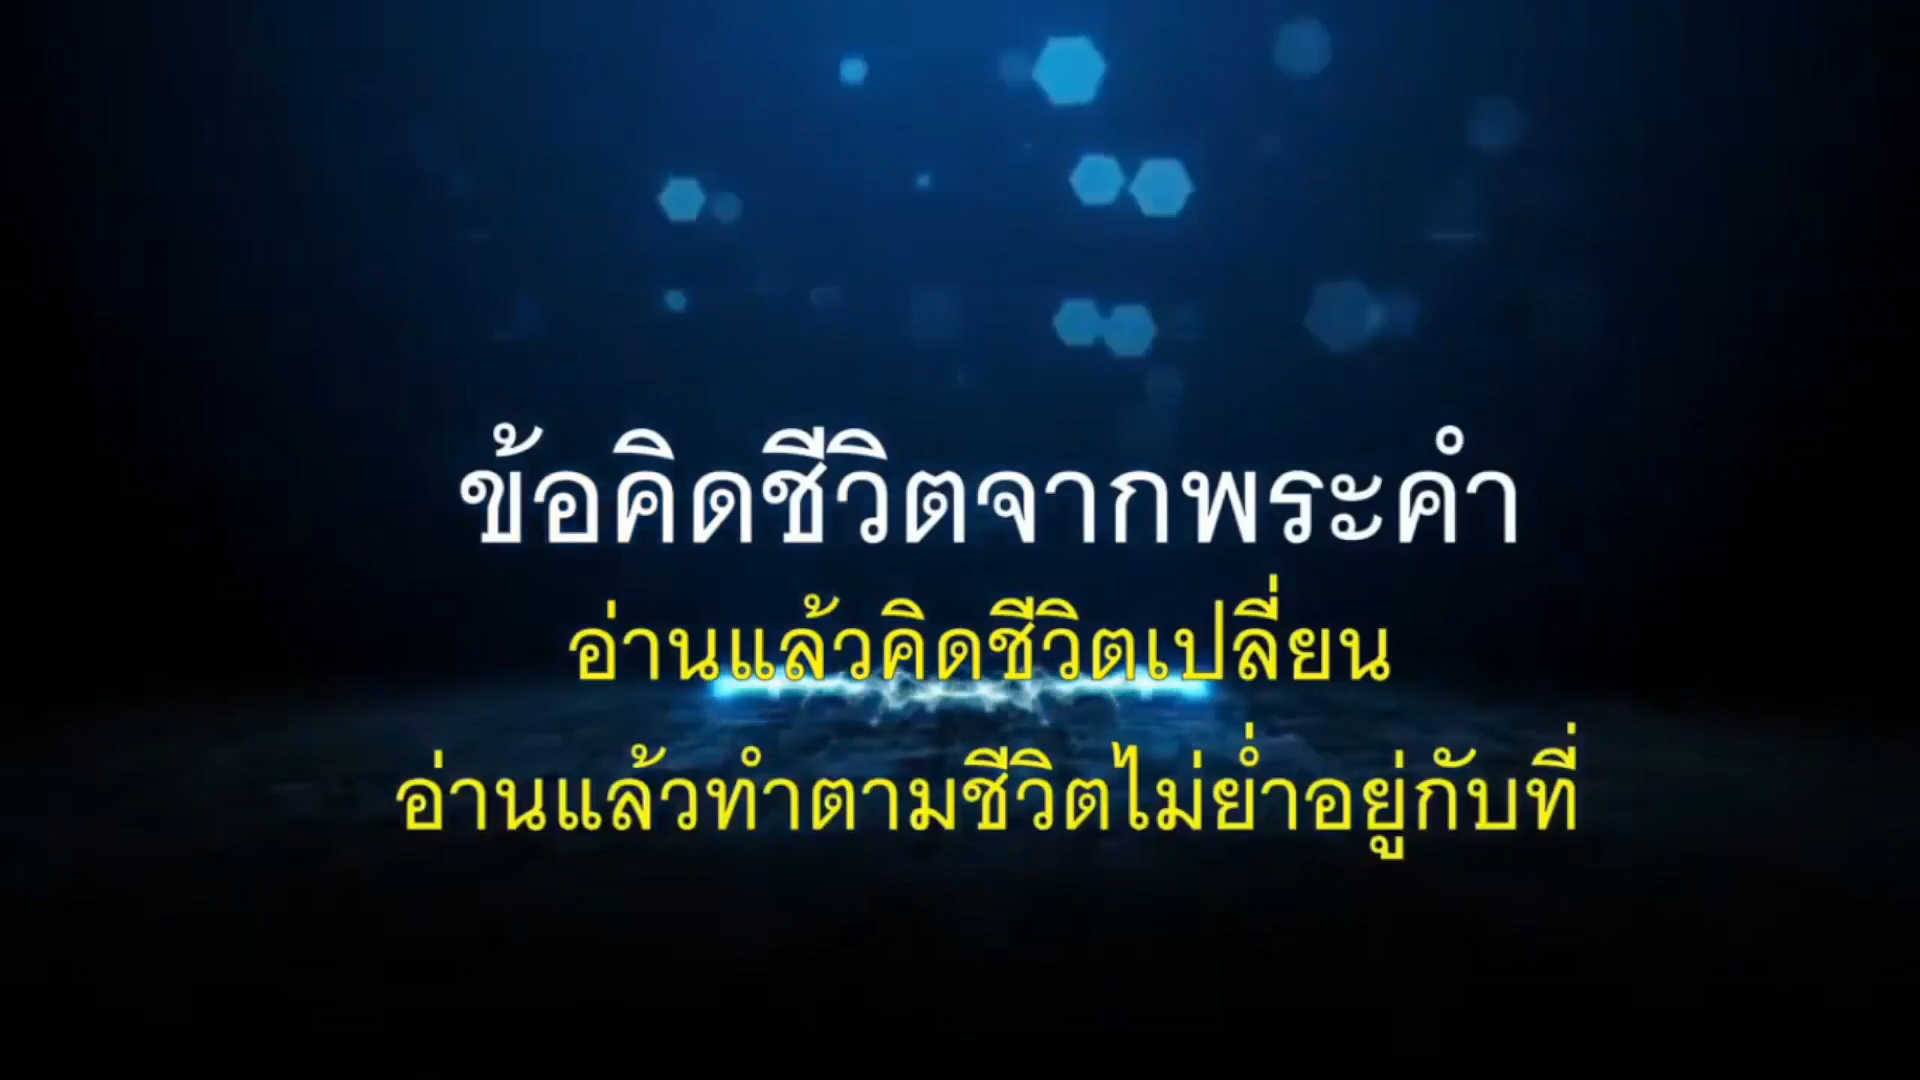 ข้อคิดชีวิตจากพระคำ
อ่านแล้วคิดชีวิตเปลี่ยน
อ่านแล้วทำตามชีวิตไม่ย่ำอยู่กับที่